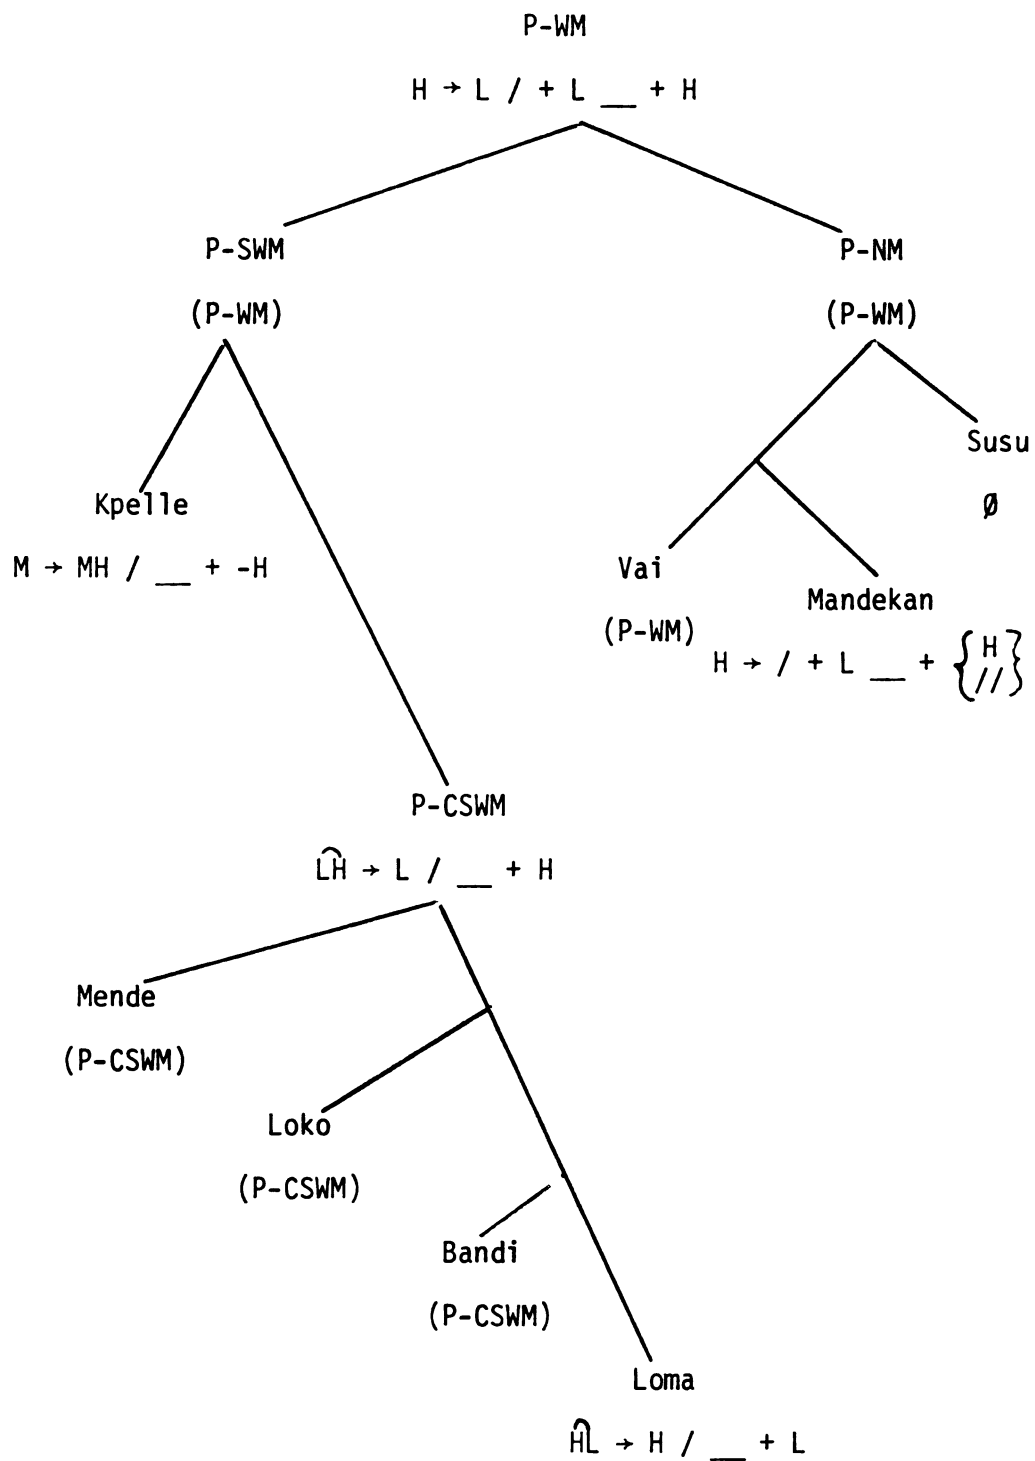 P-WM
H → L / + L __ + H
P-SWM
P-NM
(P-WM)
(P-WM)
Susu
Ø
Kpelle
M → MH / __ + -H
Vai
(P-WM)
Mandekan
H → / + L __ + {H //}
P-CSWM
L͡H → L / __ + H
Mende
(P-CSWM)
Loko
(P-CSWM)
Bandi
(P-CSWM)
Loma
H͡L → H / __ + L